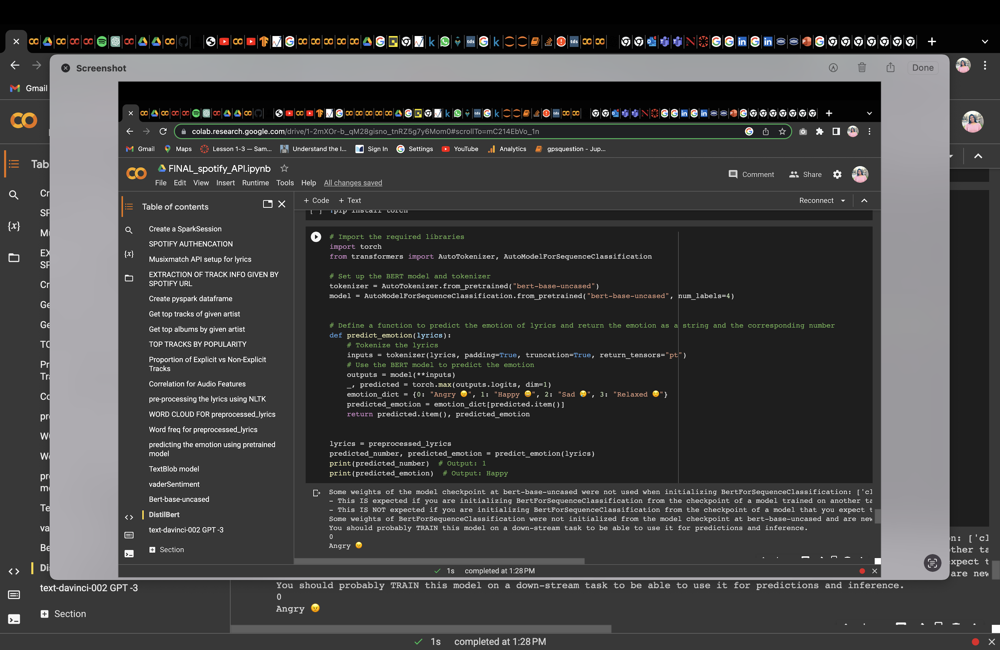 Screenshot
Done
Gmail
Tab
Cr
SP
Mu
EX
SP
Cr
Ge
Ge
TO
Pr
Tra
Co
pre
WO
Wo
pre
mo
Te
va
Be
Dis
text-davinci-002 GPT -3
Section
colab.research.google.com/drive/1-2mXOr-b_qM28gisno_tnRZ5g7y6Mom0#scrollTo=mC214EbVo_1n
Gmail Maps Lesson 1-3 — Sam... Understand the I... Sign In Settings YouTube Analytics gpsquestion - Jup...
FINAL_spotify_API.ipynb
File Edit View Insert Runtime Tools Help All changes saved
Comment Share
Table of contents
+ Code + Text
Reconnect
Create a SparkSession
SPOTIFY AUTHENCATION
Musixmatch API setup for lyrics
EXTRACTION OF TRACK INFO GIVEN BY
SPOTIFY URL
Create pyspark dataframe
Get top tracks of given artist
Get top albums by given artist
TOP TRACKS BY POPULARITY
Proportion of Explicit vs Non-Explicit
Tracks
Correlation for Audio Features
pre-processing the lyrics using NLTK
WORD CLOUD FOR preprocessed_lyrics
Word freq for preprocessed_lyrics
predicting the emotion using pretrained
model
TextBlob model
vaderSentiment
Bert-base-uncased
DistilBert
text-davinci-002 GPT -3
Section
[ ] !pip install torch
# Import the required libraries
import torch
from transformers import AutoTokenizer, AutoModelForSequenceClassification
# Set up the BERT model and tokenizer
tokenizer = AutoTokenizer.from_pretrained("bert-base-uncased")
model = AutoModelForSequenceClassification.from_pretrained("bert-base-uncased", num_labels=4)
# Define a function to predict the emotion of lyrics and return the emotion as a string and the corresponding number
def predict_emotion(lyrics):
# Tokenize the lyrics
inputs = tokenizer(lyrics, padding=True, truncation=True, return_tensors="pt")
# Use the BERT model to predict the emotion
outputs = model(**inputs)
_, predicted = torch.max(outputs.logits, dim=1)
emotion_dict = {0: "Angry 😠", 1: "Happy 😃", 2: "Sad 😢", 3: "Relaxed 😌"}
predicted_emotion = emotion_dict[predicted.item()]
return predicted.item(), predicted_emotion
lyrics = preprocessed_lyrics
predicted_number, predicted_emotion = predict_emotion(lyrics)
print(predicted_number) # Output: 1
print(predicted_emotion) # Output: Happy
Some weights of the model checkpoint at bert-base-uncased were not used when initializing BertForSequenceClassification: ['cl
- This IS expected if you are initializing BertForSequenceClassification from the checkpoint of a model trained on another ta
- This IS NOT expected if you are initializing BertForSequenceClassification from the checkpoint of a model that you expect t
Some weights of BertForSequenceClassification were not initialized from the model checkpoint at bert-base-uncased and are new
You should probably TRAIN this model on a down-stream task to be able to use it for predictions and inference.
0
Angry 😠
1s completed at 1:28 PM
n: ['cl
ther ta
expect t
are new
You should probably TRAIN this model on a down-stream task to be able to use it for predictions and inference.
0
Angry 😠
1s completed at 1:28 PM